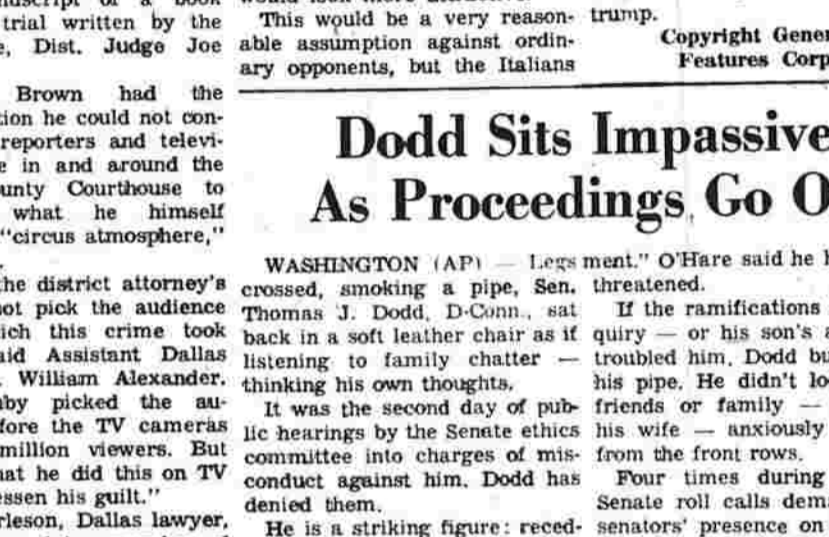 trial written by the
Dist. Judge Joe
Brown had the
tion he could not con-
reporters and televi-
e in and around the
unty Courthouse to
what he himself
"circus atmosphere,"
the district attorney's
not pick the audience
ich this crime took
aid Assistant Dallas
William Alexander.
by picked the au-
fore the TV cameras
million viewers. But
hat he did this on TV
essen his guilt."
rleson, Dallas lawyer,
This would be a very reason-
able assumption against ordin-
ary opponents, but the Italians
trump.
Copyright Gener
Features Corp
Dodd Sits Impassive
As Proceedings Go O
WASHINGTON (AP) — Legs
crossed, smoking a pipe, Sen.
Thomas J. Dodd, D-Conn., sat
back in a soft leather chair as if
listening to family chatter —
thinking his own thoughts.
It was the second day of pub-
lic hearings by the Senate ethics
committee into charges of mis-
conduct against him. Dodd has
denied them.
He is a striking figure: reced-
ment." O'Hare said he h
threatened.
If the ramifications
quiry — or his son's a
troubled him, Dodd bu
his pipe. He didn't lo
friends or family —
his wife — anxiously
from the front rows.
Four times during
Senate roll calls dem
senators' presence on